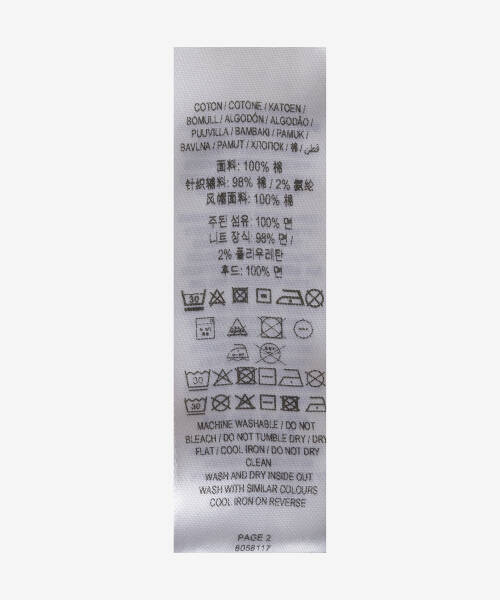 COTON / COTONE / KATOEN /
BOMULL / ALGODÓN / ALGODÃO /
PUUVILLA / BAMBAKI / PAMUK /
BAVLNA / PAMUT / ХЛОПОК / 棉 / قطن
面料: 100% 棉
针织辅料: 98% 棉 / 2% 氨纶
风帽面料: 100% 棉
주된 섬유: 100% 면
니트 장식: 98% 면 /
2% 폴리우레탄
후드: 100% 면
30
30
30
MACHINE WASHABLE / DO NOT
BLEACH / DO NOT TUMBLE DRY / DRY
FLAT / COOL IRON / DO NOT DRY
CLEAN
WASH AND DRY INSIDE OUT
WASH WITH SIMILAR COLOURS
COOL IRON ON REVERSE
PAGE 2
8058117